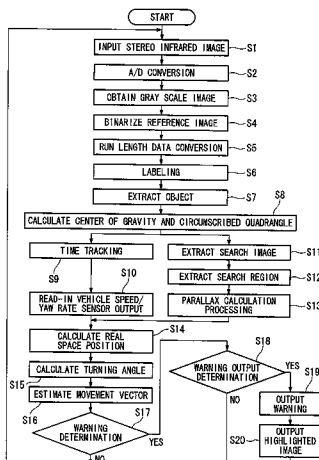 START
INPUT STEREO INFRARED IMAGE
S1
A/D CONVERSION
S2
OBTAIN GRAY SCALE IMAGE
S3
BINARIZE REFERENCE IMAGE
S4
RUN LENGTH DATA CONVERSION
S5
LABELING
S6
EXTRACT OBJECT
S7
S8
CALCULATE CENTER OF GRAVITY AND CIRCUMSCRIBED QUADRANGLE
TIME TRACKING
S9
EXTRACT SEARCH IMAGE
S11
S10
EXTRACT SEARCH REGION
S12
READ-IN VEHICLE SPEED/
YAW RATE SENSOR OUTPUT
PARALLAX CALCULATION
PROCESSING
S13
CALCULATE REAL
SPACE POSITION
S14
CALCULATE TURNING ANGLE
S15
ESTIMATE MOVEMENT VECTOR
S16
S17
WARNING
DETERMINATION
YES
NO
S18
WARNING OUTPUT
DETERMINATION
YES
NO
S19
OUTPUT
WARNING
S20
OUTPUT
HIGHLIGHTED
IMAGE